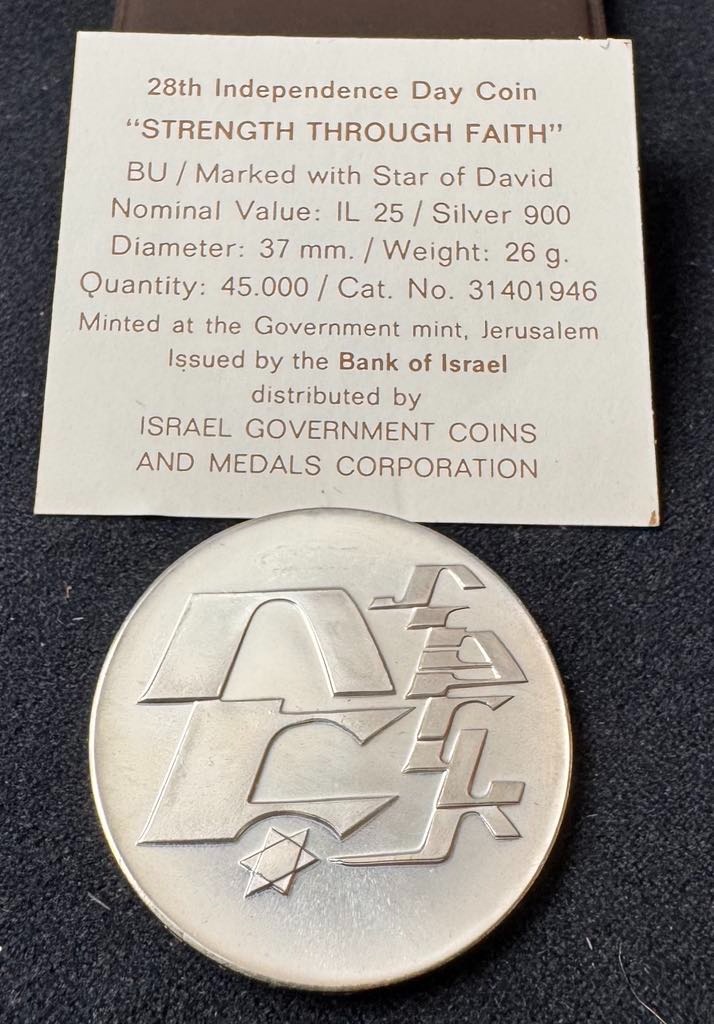 28th Independence Day Coin
"STRENGTH THROUGH FAITH"
BU / Marked with Star of David
Nominal Value: IL 25 / Silver 900
Diameter: 37 mm. / Weight: 26 g.
Quantity: 45.000 / Cat. No. 31401946
Minted at the Government mint, Jerusalem
Issued by the Bank of Israel
distributed by
ISRAEL GOVERNMENT COINS
AND MEDALS CORPORATION